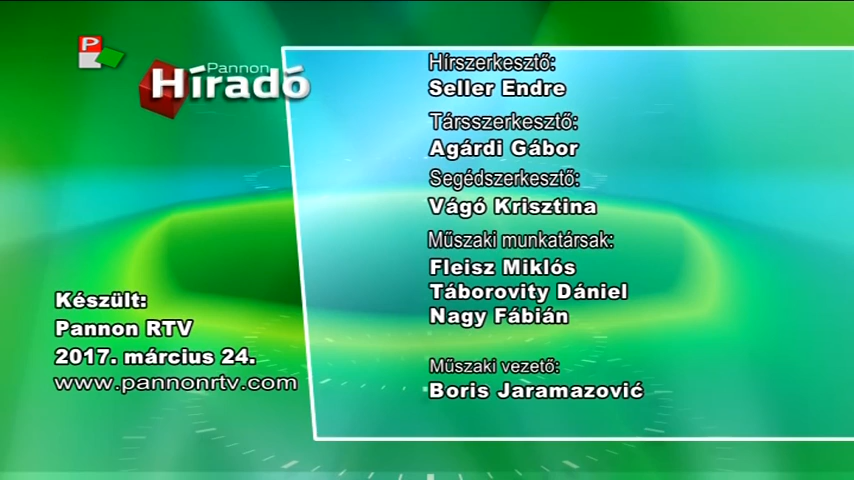 P
Pannon
Híradó
Hírszerkesztő:
Seller Endre
Társszerkesztő:
Agárdi Gábor
Segédszerkesztő:
Vágó Krisztina
Műszaki munkatársak:
Fleisz Miklós
Táborovity Dániel
Nagy Fábián
Műszaki vezető:
Boris Jaramazović
Készült:
Pannon RTV
2017. március 24.
www.pannonrtv.com